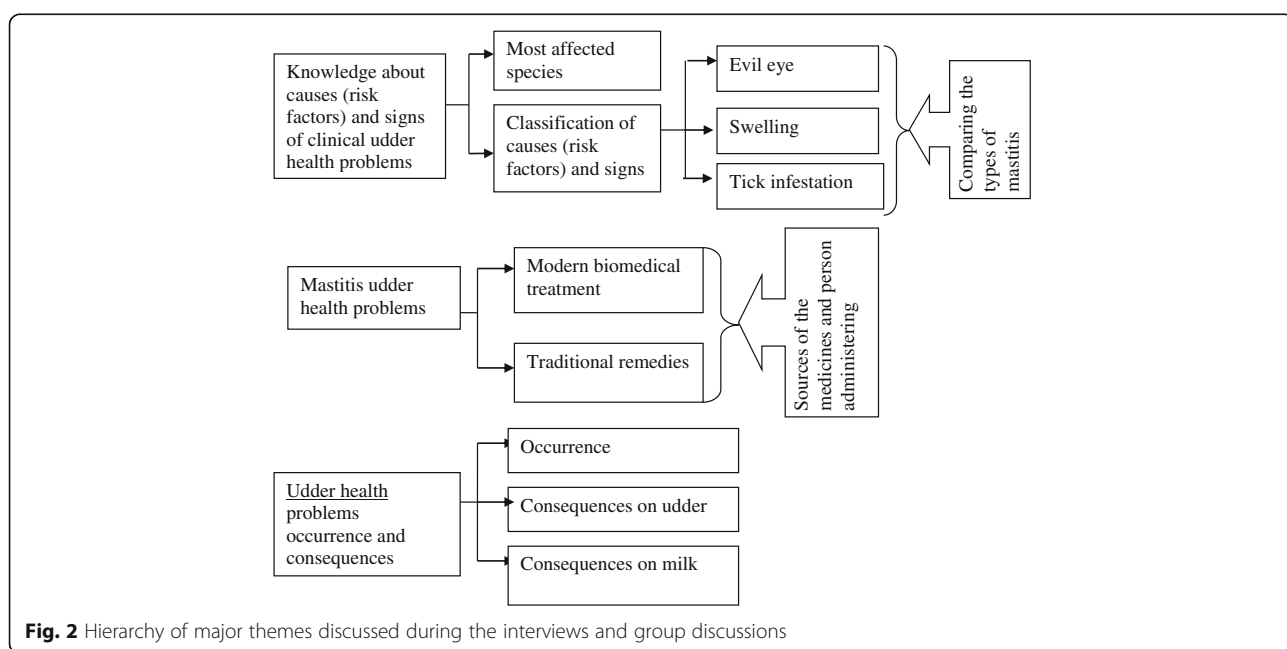 Knowledge about
causes (risk
factors) and signs
of clinical udder
health problems
Most affected
species
Classification of
causes (risk
factors) and signs
Evil eye
Swelling
Tick infestation
Comparing the
types of
mastitis
Mastitis udder
health problems
Modern biomedical
treatment
Traditional remedies
Sources of the
medicines and person
administering
Udder health
problems
occurrence and
consequences
Occurrence
Consequences on udder
Consequences on milk
Fig. 2 Hierarchy of major themes discussed during the interviews and group discussions